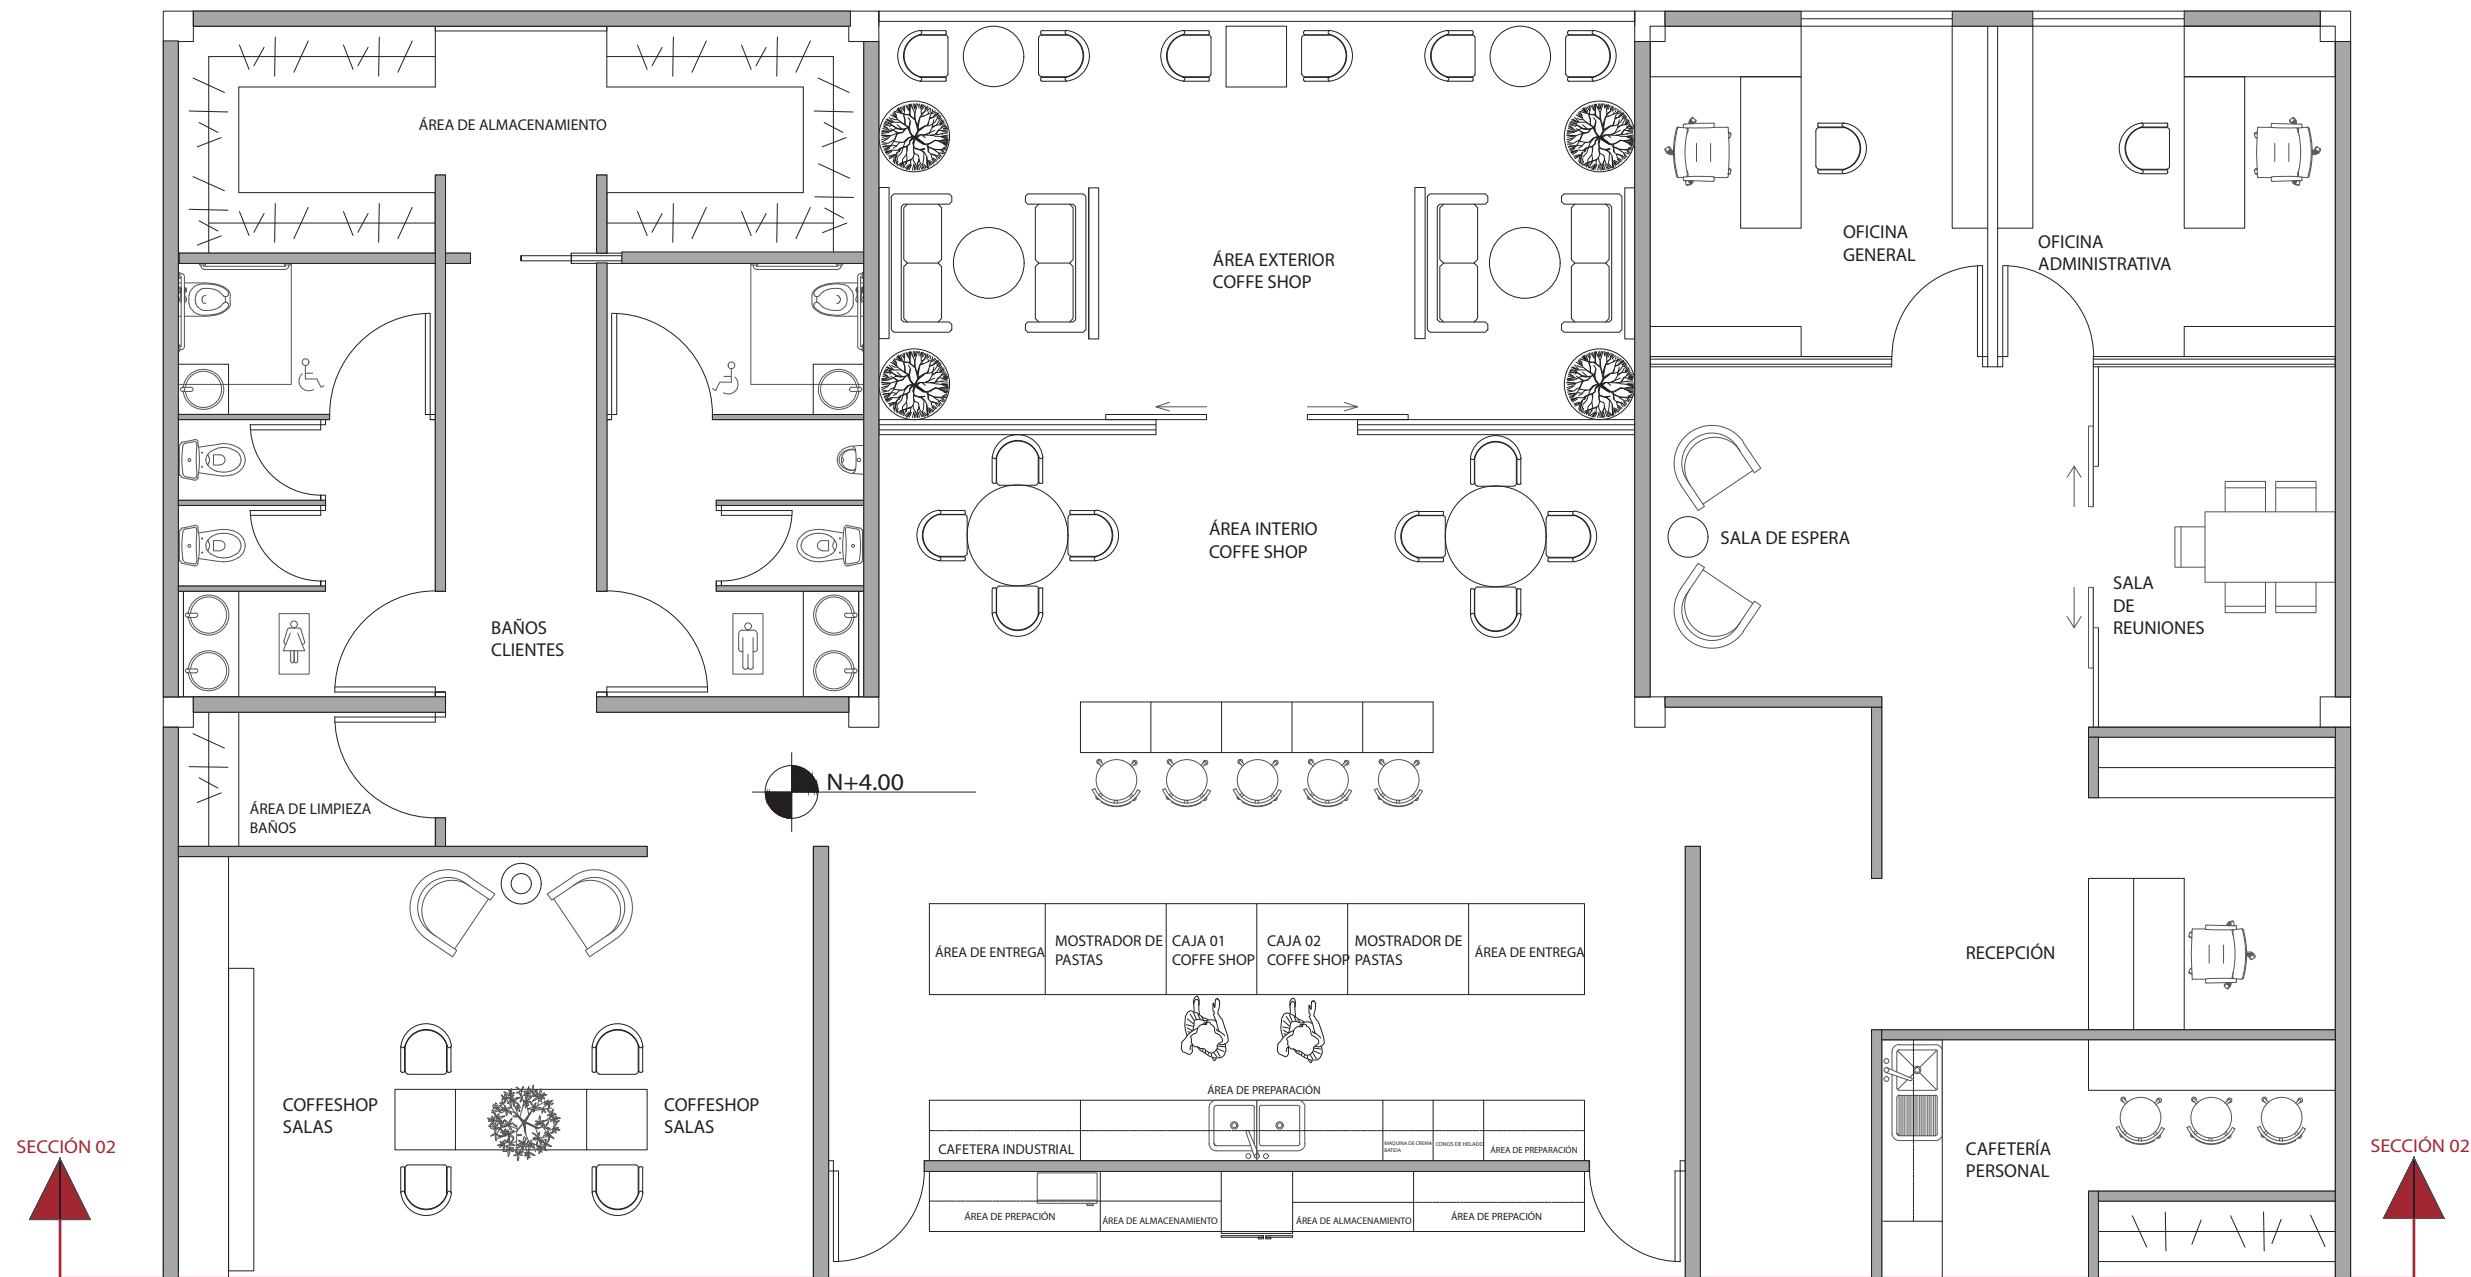 ÁREA DE ALMACENAMIENTO
ÁREA EXTERIOR
COFFE SHOP
OFICINA
GENERAL
OFICINA
ADMINISTRATIVA
ÁREA INTERIO
COFFE SHOP
SALA DE ESPERA
SALA
DE
REUNIONES
BAÑOS
CLIENTES
N+4.00
ÁREA DE LIMPIEZA
BAÑOS
ÁREA DE ENTREGA
MOSTRADOR DE
PASTAS
CAJA 01
COFFE SHOP
CAJA 02
COFFE SHOP
MOSTRADOR DE
PASTAS
ÁREA DE ENTREGA
RECEPCIÓN
ÁREA DE PREPARACIÓN
COFFESHOP
SALAS
COFFESHOP
SALAS
CAFETERA INDUSTRIAL
MAQUINA DE CREMA
BATIDA
CONOS DE HELADO
ÁREA DE PREPARACIÓN
CAFETERÍA
PERSONAL
SECCIÓN 02
SECCIÓN 02
ÁREA DE PREPACIÓN
ÁREA DE ALMACENAMIENTO
ÁREA DE ALMACENAMIENTO
ÁREA DE PREPACIÓN